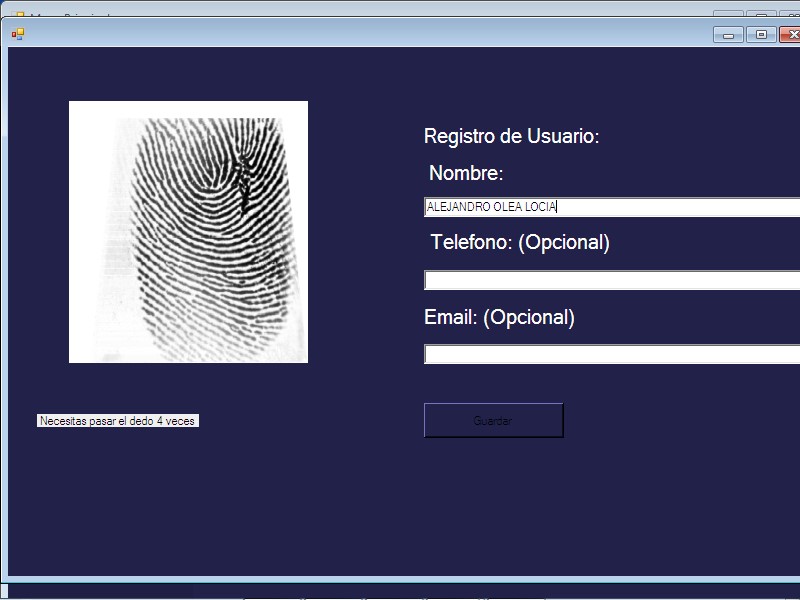 Registro de Usuario:
Nombre:
ALEJANDRO OLEA LOCIA
Telefono: (Opcional)
Email: (Opcional)
Necesitas pasar el dedo 4 veces
Guardar